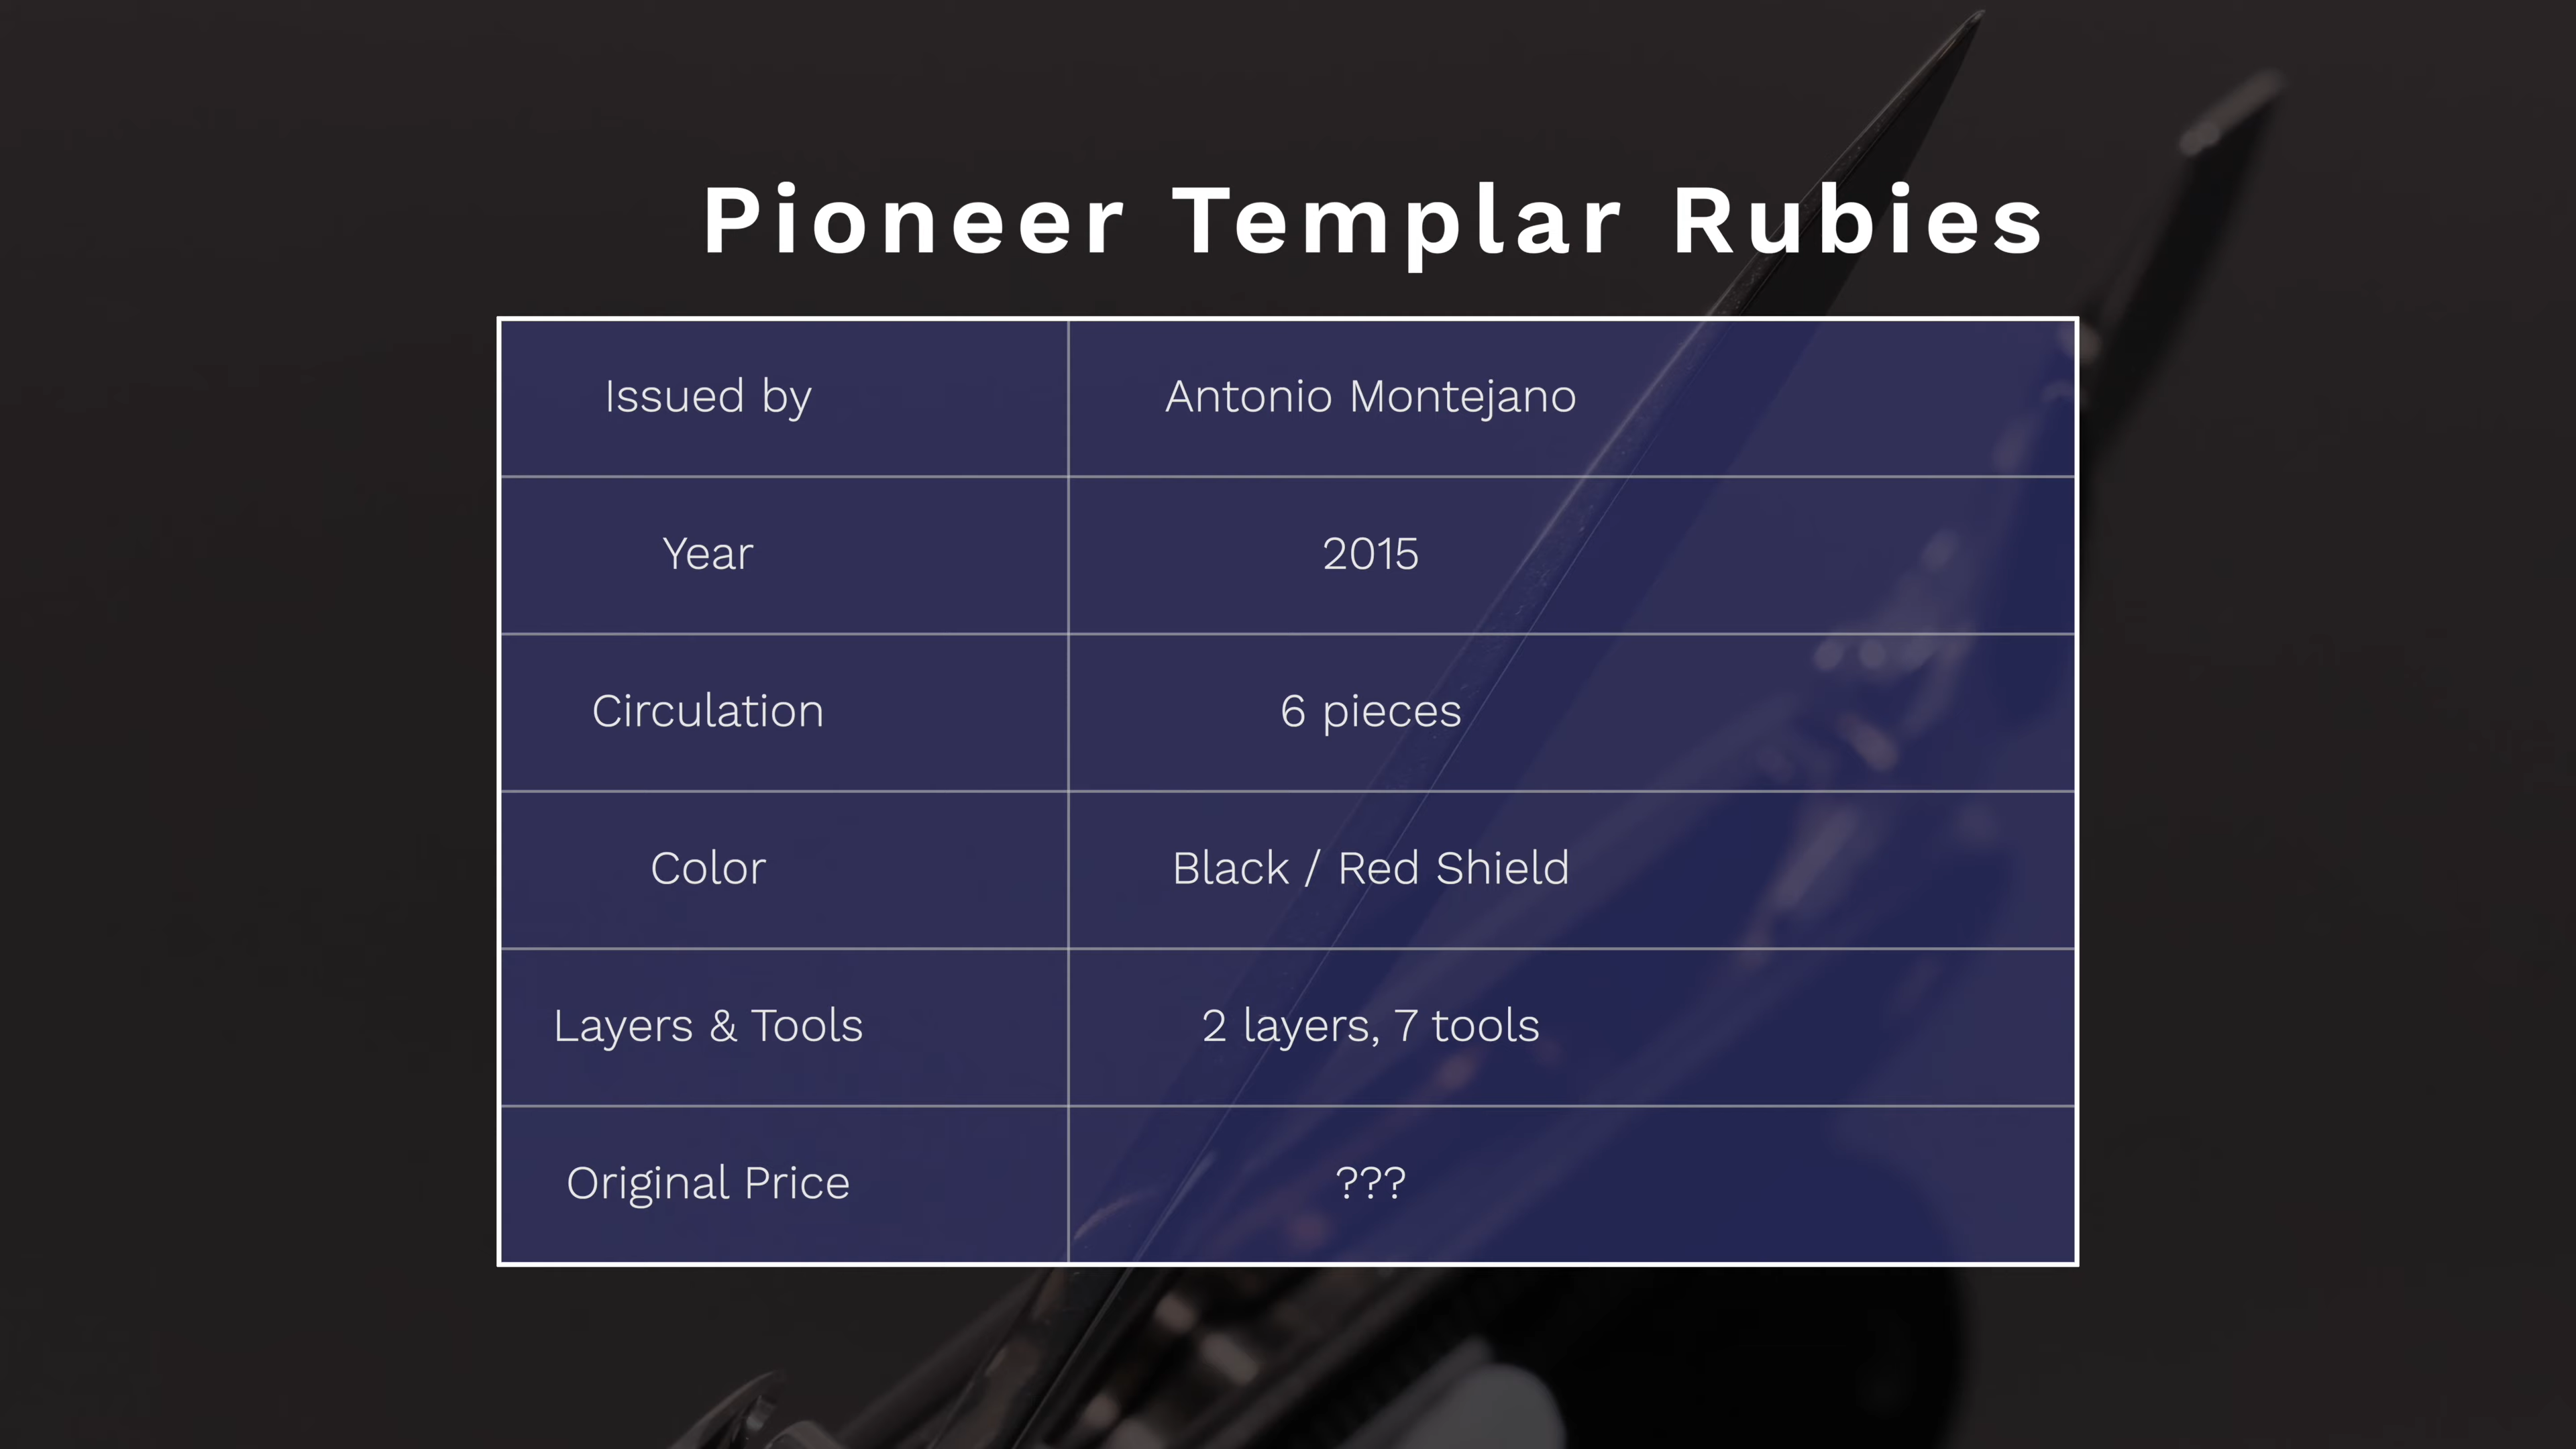 Pioneer Templar Rubies
Issued by Antonio Montejano
Year 2015
Circulation 6 pieces
Color Black / Red Shield
Layers & Tools 2 layers, 7 tools
Original Price ???